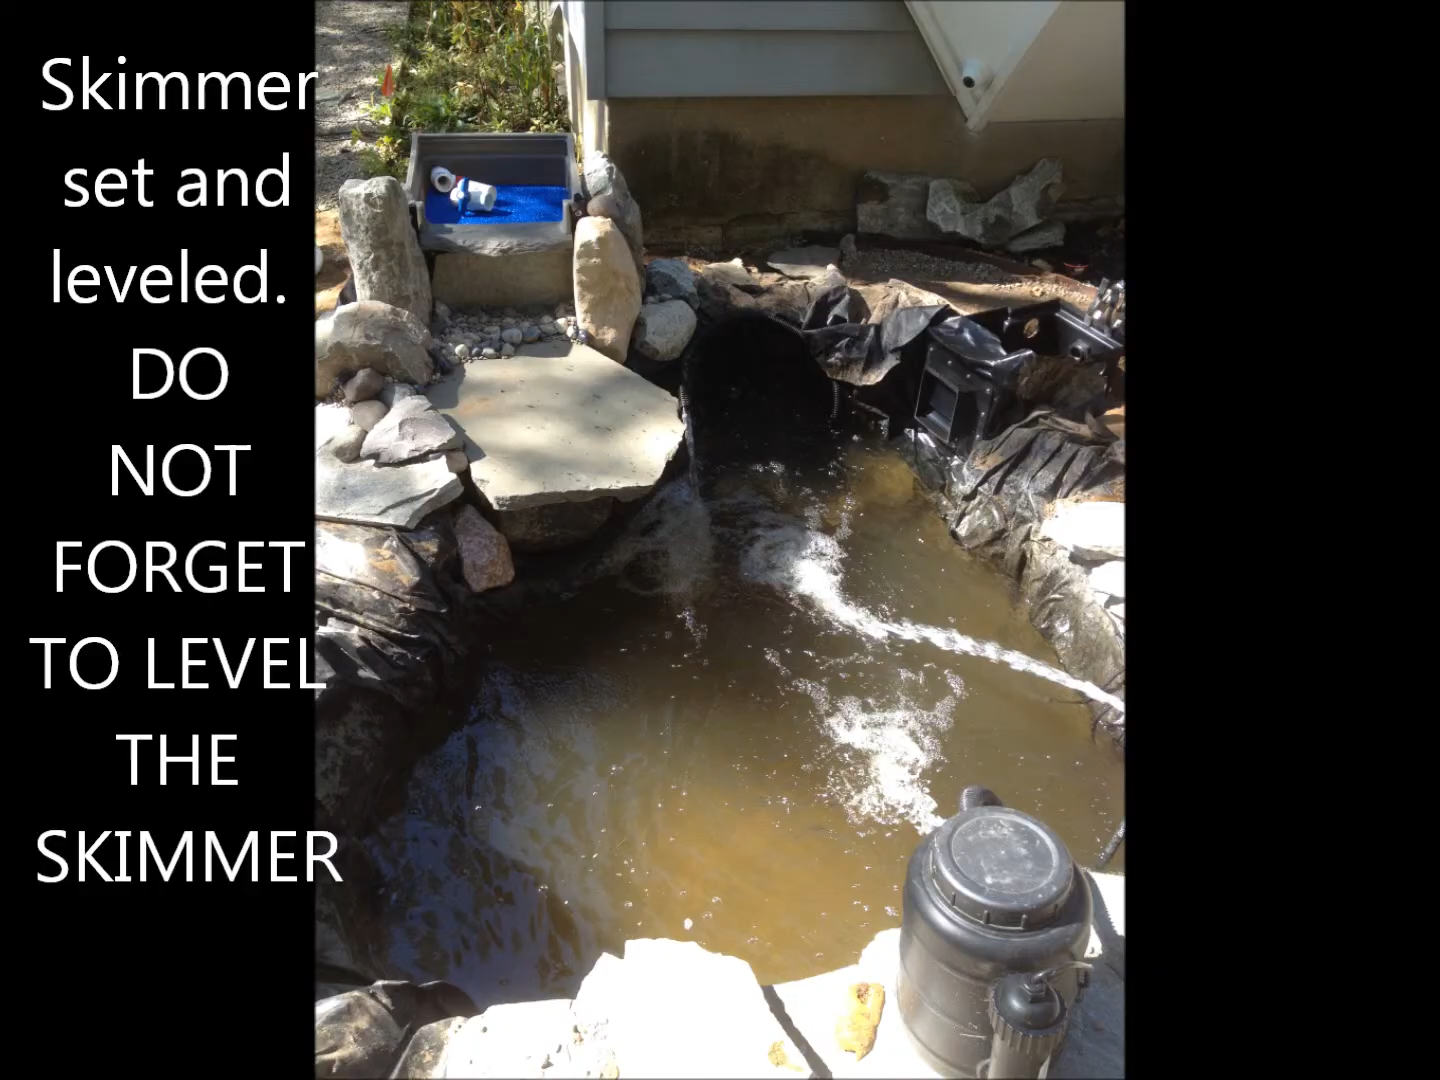 Skimmer
set and
leveled.
DO
NOT
FORGET
TO LEVEL
THE
SKIMMER